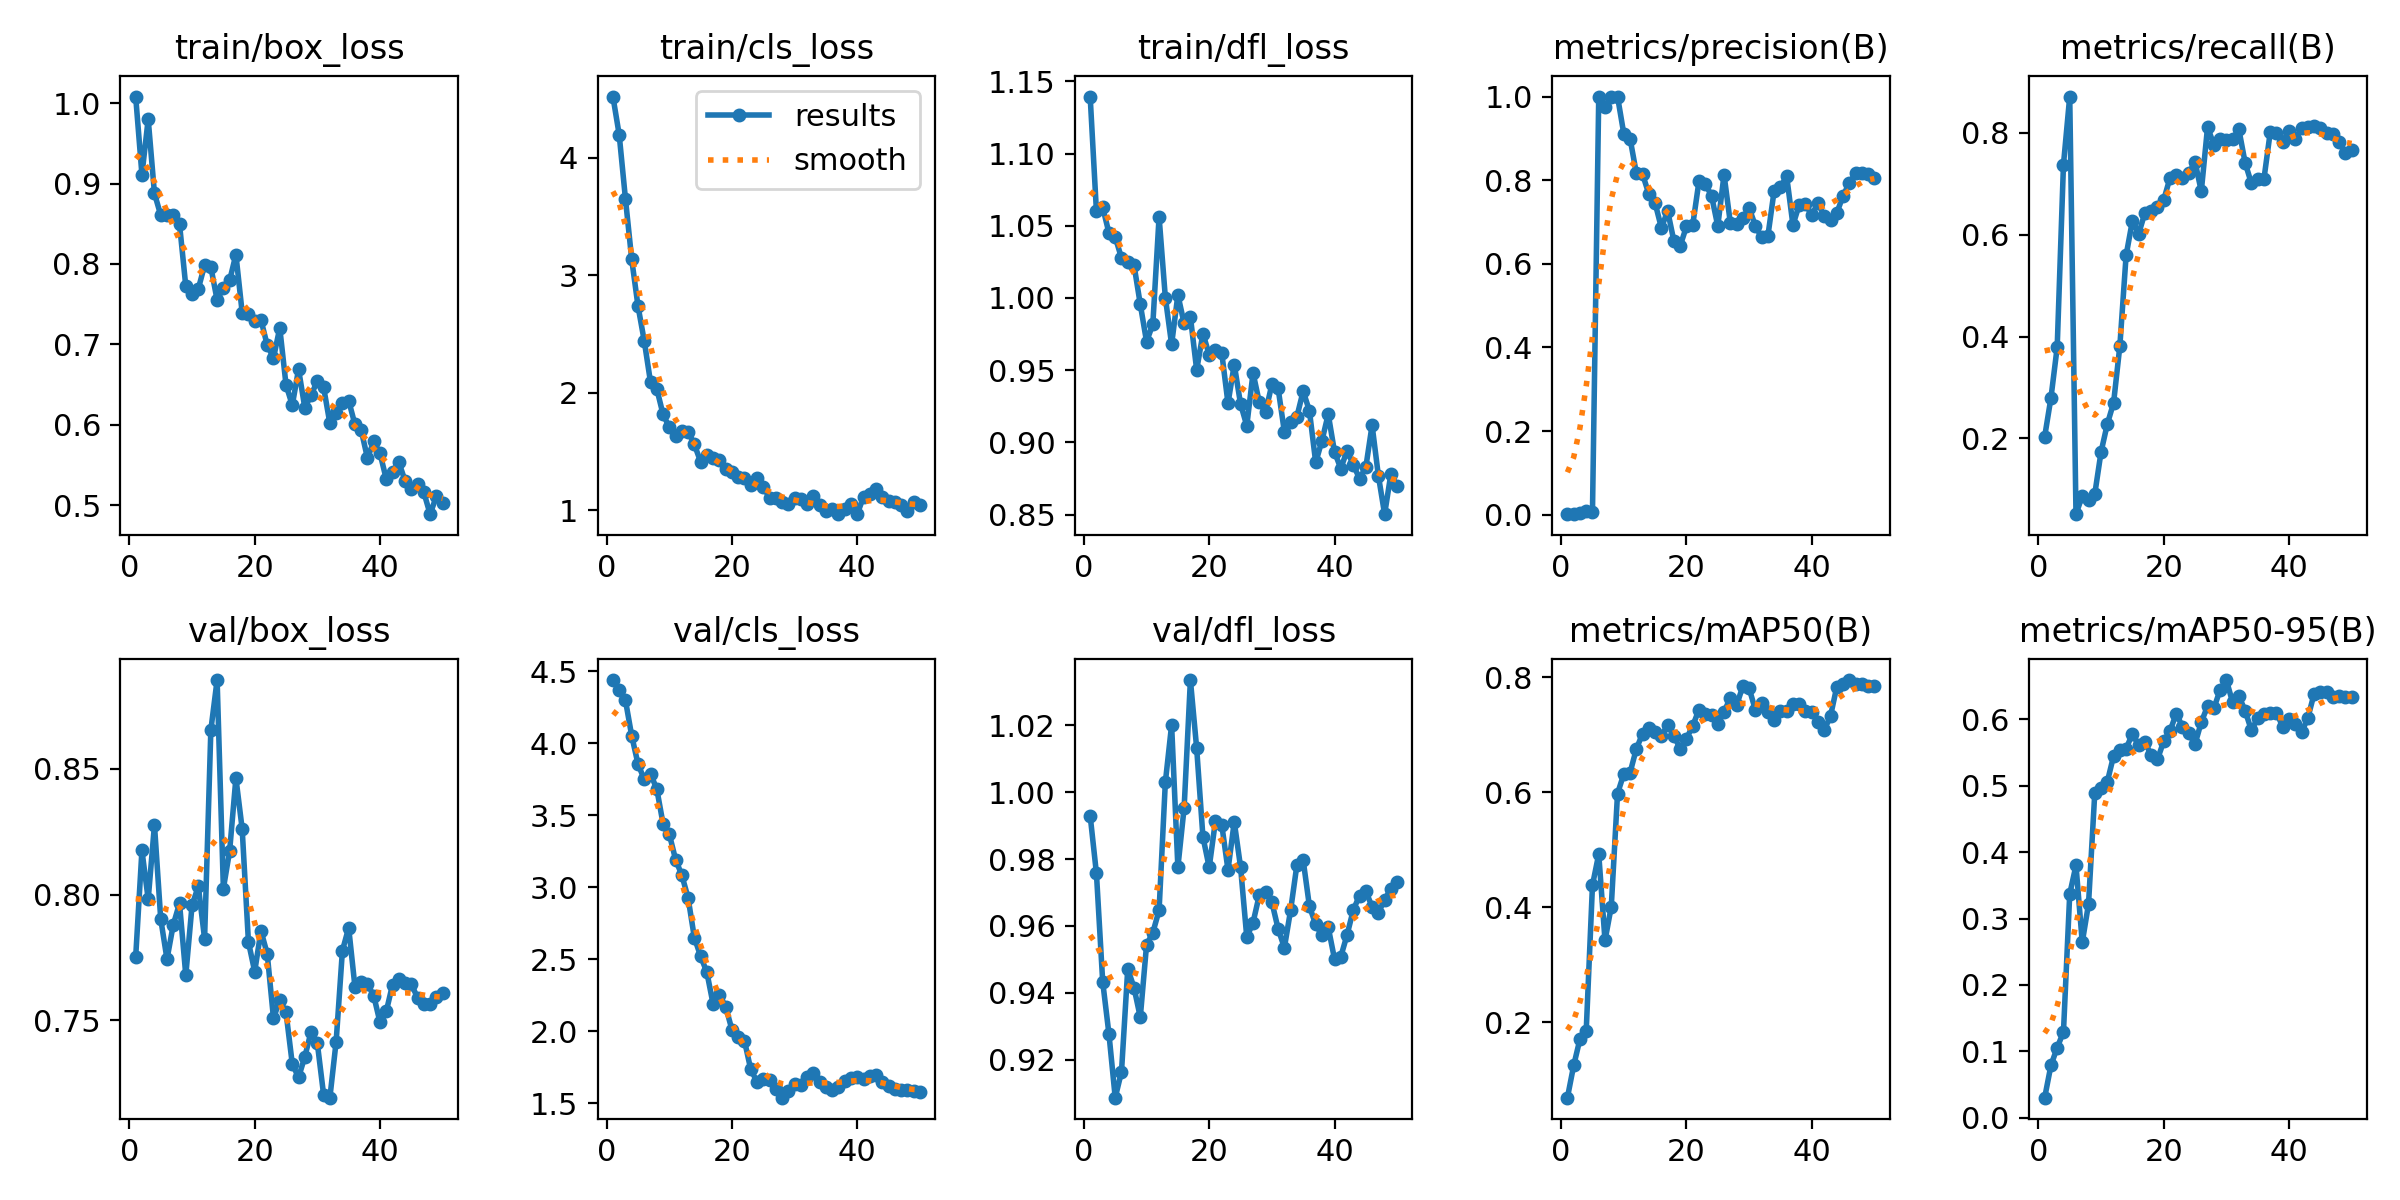 train/box_loss
train/cls_loss
train/dfl_loss
metrics/precision(B)
metrics/recall(B)
1.0
0.9
0.8
0.7
0.6
0.5
0 20 40
results
smooth
4
3
2
1
0 20 40
1.15
1.10
1.05
1.00
0.95
0.90
0.85
0 20 40
1.0
0.8
0.6
0.4
0.2
0.0
0 20 40
0.8
0.6
0.4
0.2
0 20 40
val/box_loss
val/cls_loss
val/dfl_loss
metrics/mAP50(B)
metrics/mAP50-95(B)
0.85
0.80
0.75
0 20 40
4.5
4.0
3.5
3.0
2.5
2.0
1.5
0 20 40
1.02
1.00
0.98
0.96
0.94
0.92
0 20 40
0.8
0.6
0.4
0.2
0 20 40
0.6
0.5
0.4
0.3
0.2
0.1
0.0
0 20 40